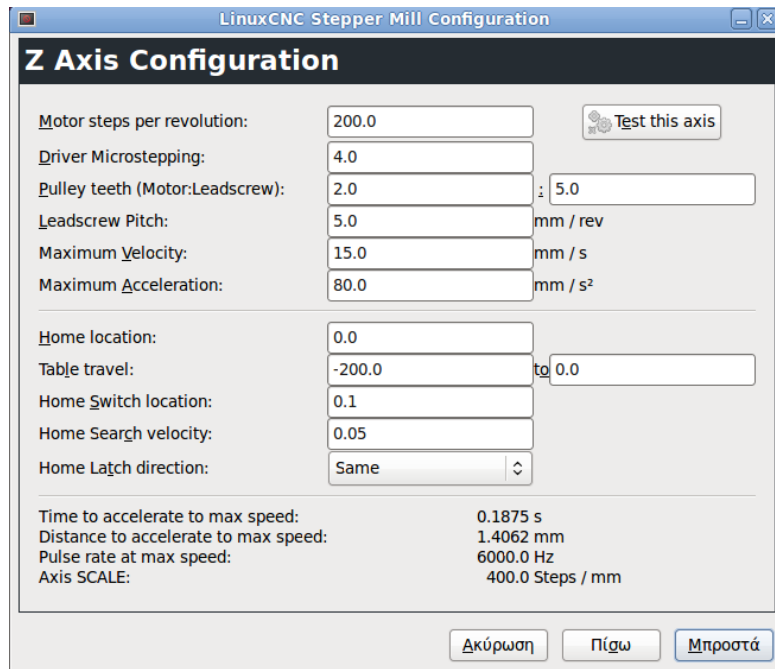 LinuxCNC Stepper Mill Configuration
Z Axis Configuration
Motor steps per revolution: 200.0 Test this axis
Driver Microstepping: 4.0
Pulley teeth (Motor:Leadscrew): 2.0 : 5.0
Leadscrew Pitch: 5.0 mm / rev
Maximum Velocity: 15.0 mm / s
Maximum Acceleration: 80.0 mm / s²
Home location: 0.0
Table travel: -200.0 to 0.0
Home Switch location: 0.1
Home Search velocity: 0.05
Home Latch direction: Same
Time to accelerate to max speed: 0.1875 s
Distance to accelerate to max speed: 1.4062 mm
Pulse rate at max speed: 6000.0 Hz
Axis SCALE: 400.0 Steps / mm
Ακύρωση Πίσω Μπροστά